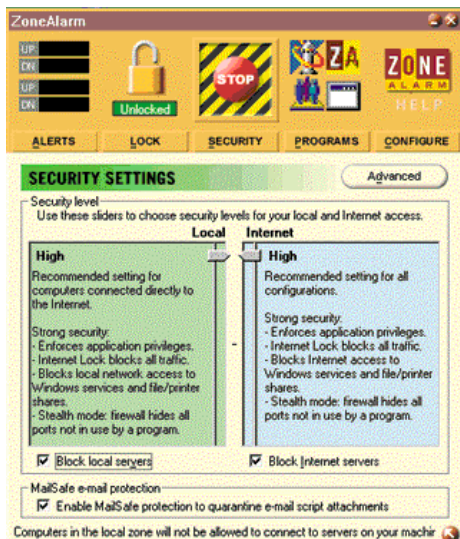 ZoneAlarm
UP
DN
UP
DN
Unlocked
STOP
ZA
ZONE
ALARM
HELP
ALERTS
LOCK
SECURITY
PROGRAMS
CONFIGURE
SECURITY SETTINGS
Advanced
Security level
Use these sliders to choose security levels for your local and Internet access.
Local
Internet
High
Recommended setting for
computers connected directly to
the Internet.
Strong security:
- Enforces application privileges.
- Internet Lock blocks all traffic.
- Blocks local network access to
Windows services and file/printer
shares.
- Stealth mode: firewall hides all
ports not in use by a program.
High
Recommended setting for all
configurations.
Strong security:
- Enforces application privileges.
- Internet Lock blocks all traffic.
- Blocks Internet access to
Windows services and file/printer
shares.
- Stealth mode: firewall hides all
ports not in use by a program.
Block local servers
Block Internet servers
MailSafe e-mail protection
Enable MailSafe protection to quarantine e-mail script attachments
Computers in the local zone will not be allowed to connect to servers on your machir